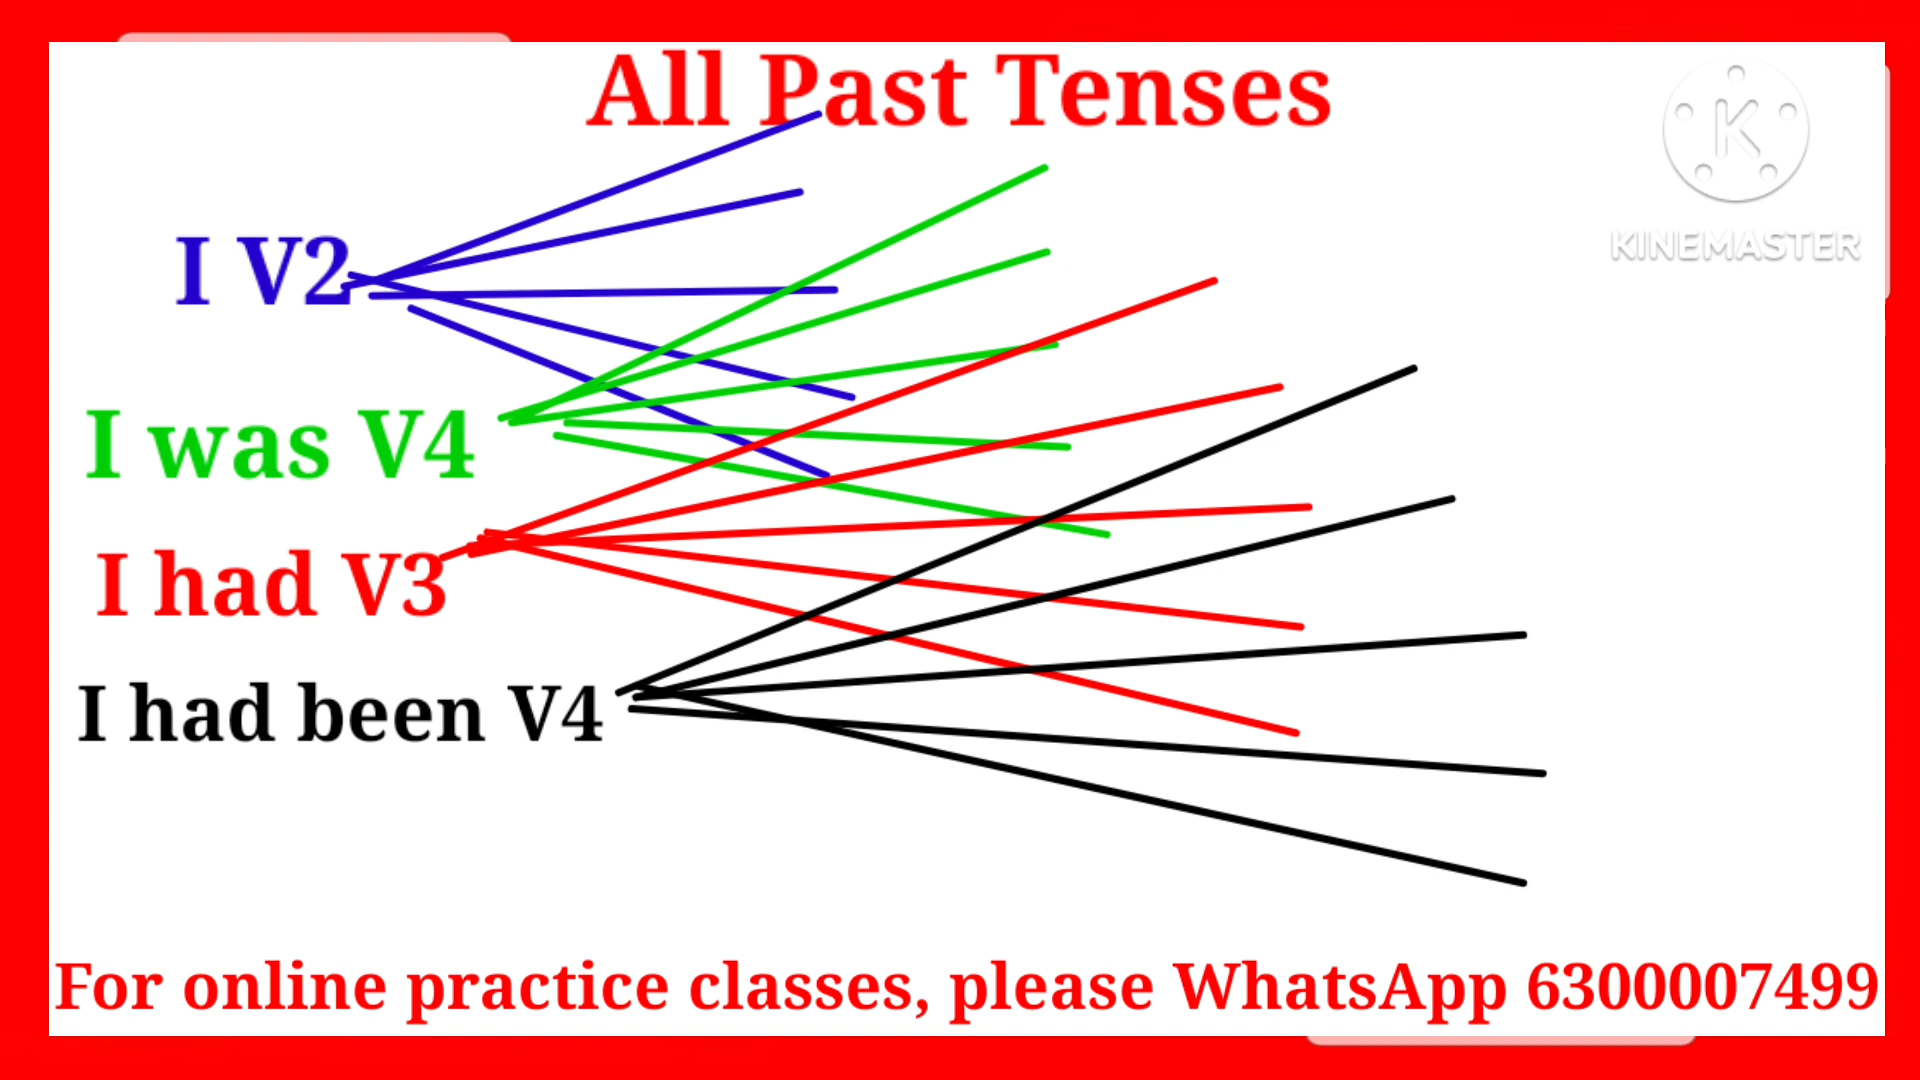 All Past Tenses
K
KINEMASTER
I V2
I was V4
I had V3
I had been V4
For online practice classes, please WhatsApp 6300007499